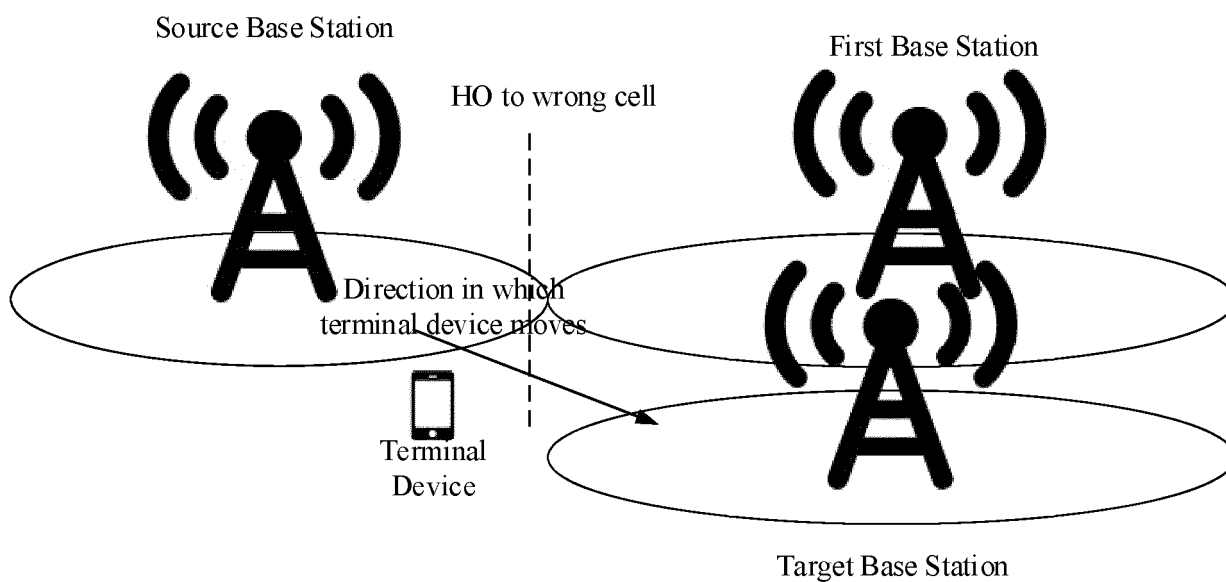 Source Base Station
First Base Station
HO to wrong cell
Direction in which
terminal device moves
Terminal
Device
Target Base Station